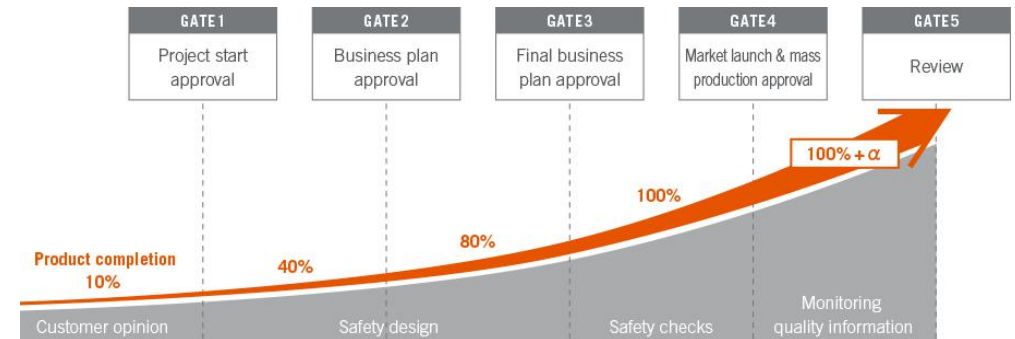 GATE1
Project start
approval
GATE2
Business plan
approval
GATE3
Final business
plan approval
GATE4
Market launch & mass
production approval
GATE5
Review
Product completion
10%
40%
80%
100%
100% + α
Customer opinion
Safety design
Safety checks
Monitoring
quality information